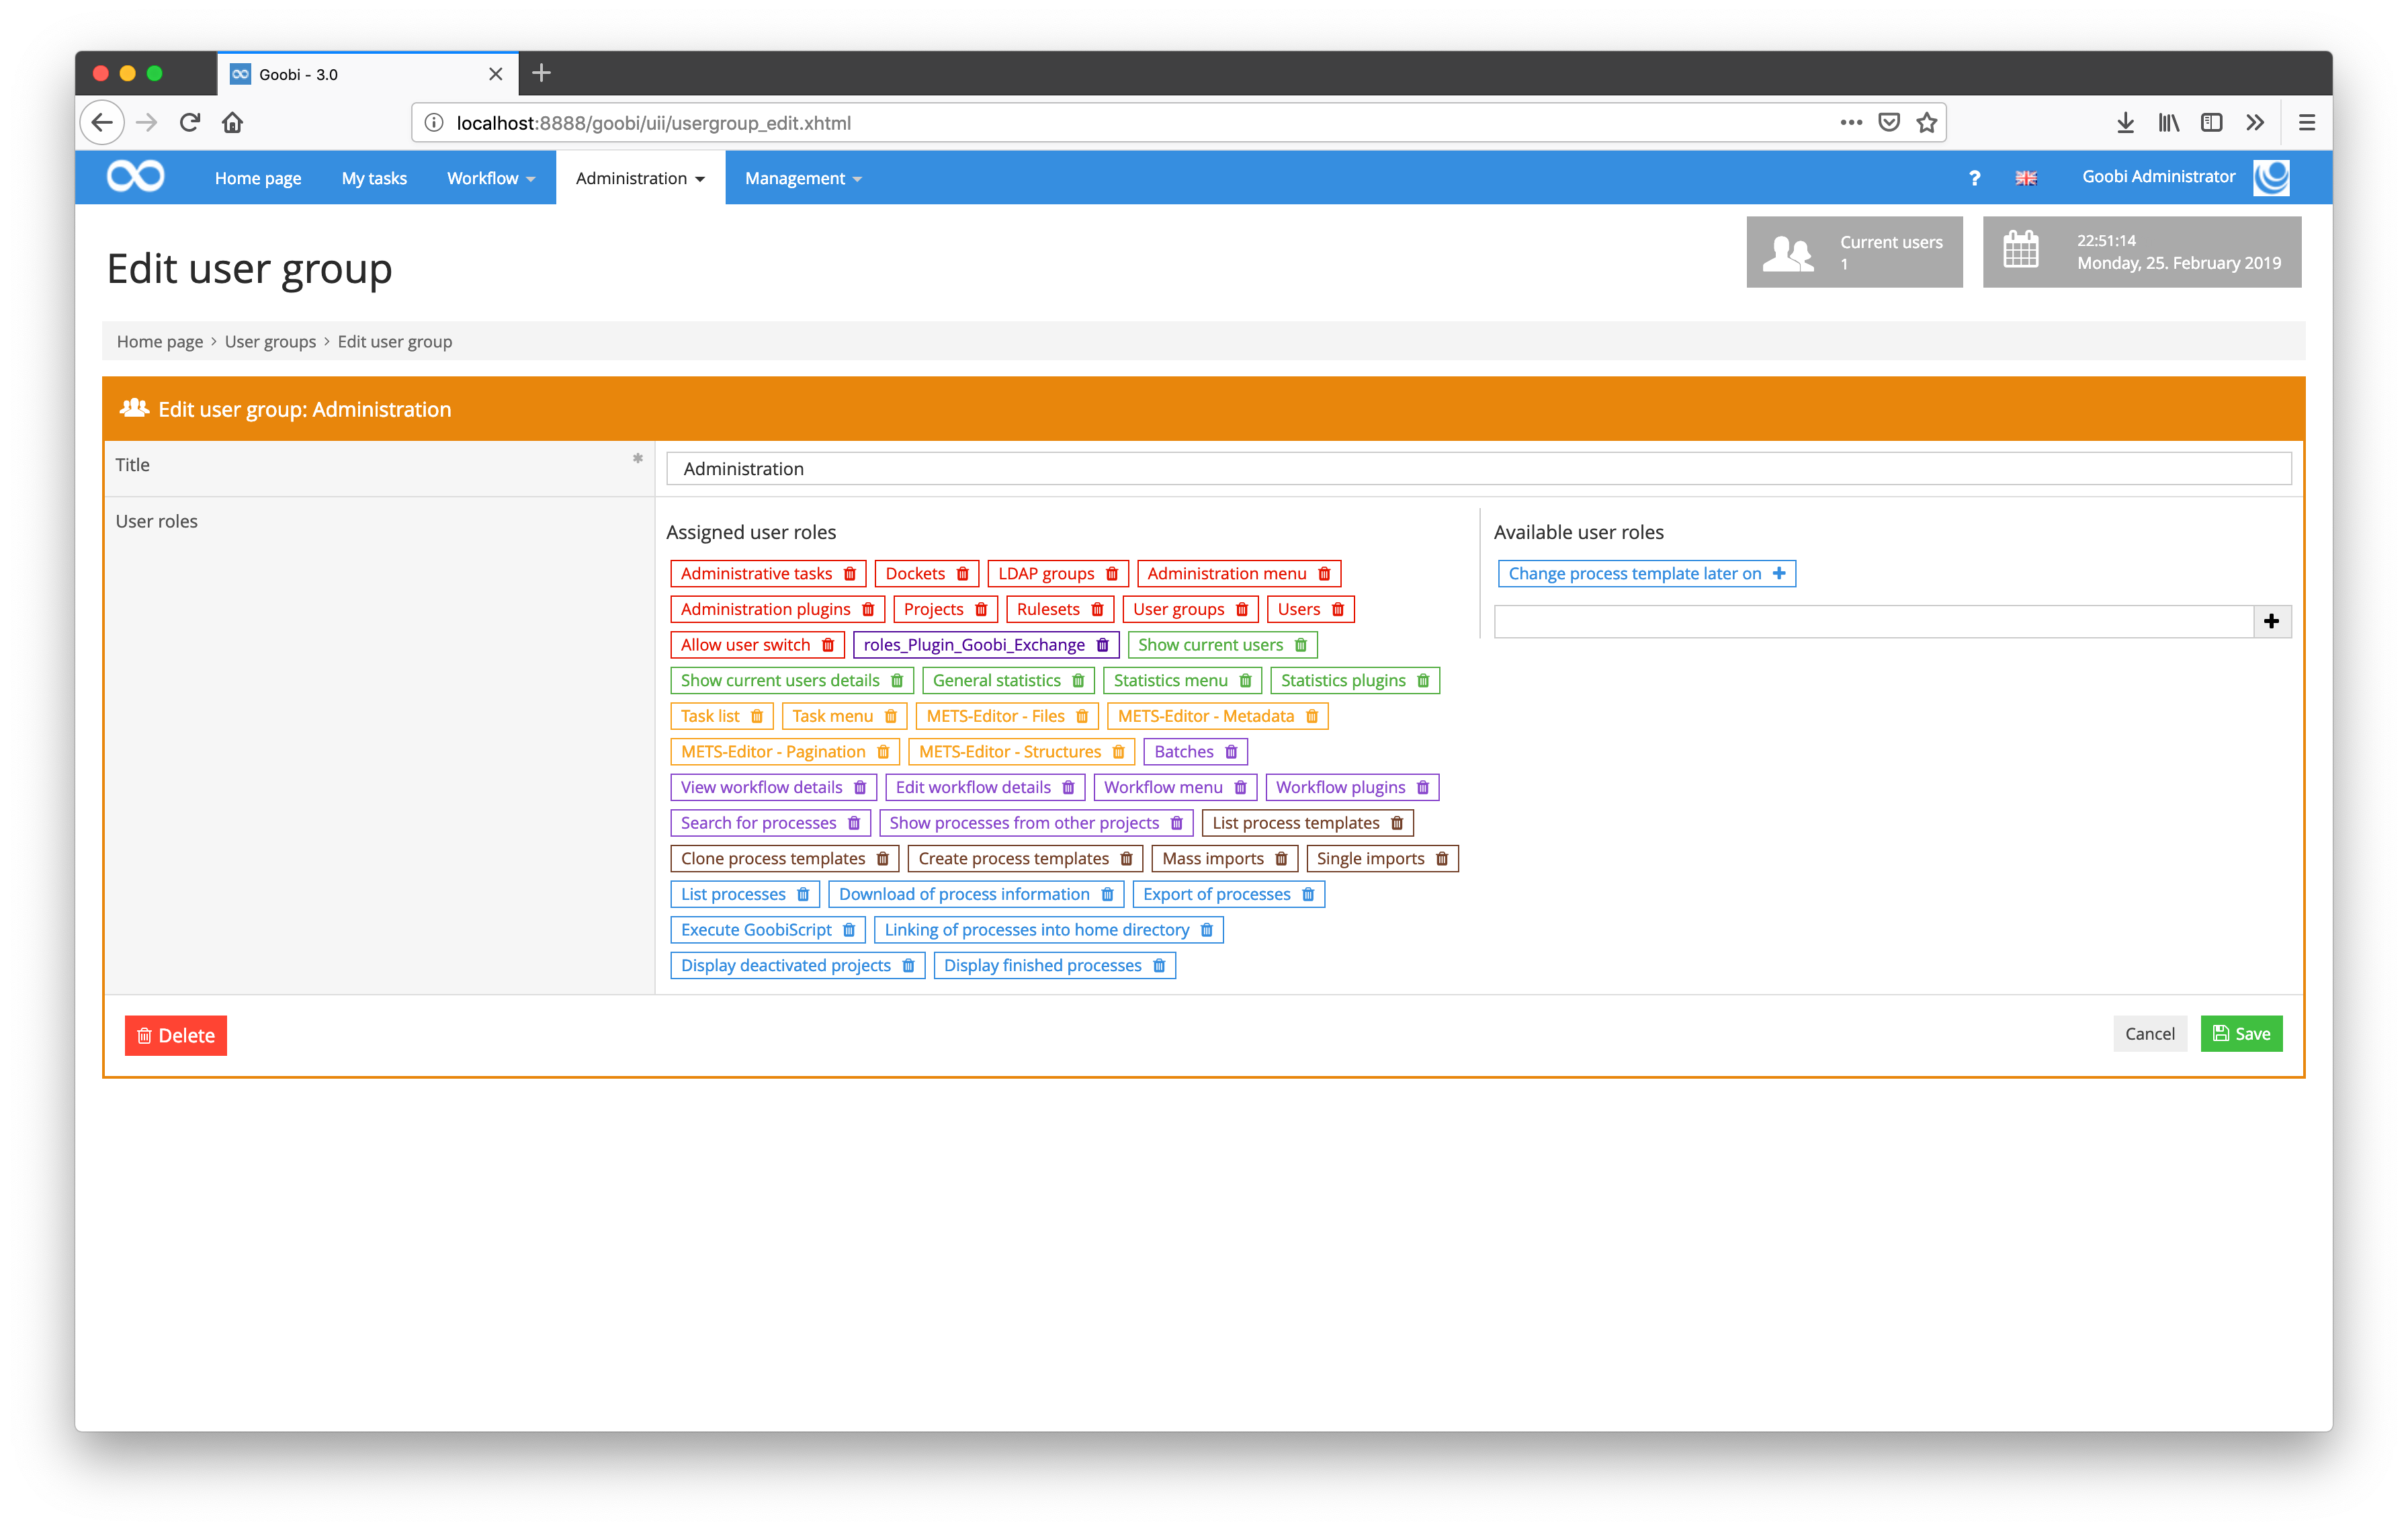 Goobi - 3.0
localhost:8888/goobi/uii/usergroup_edit.xhtml
Home page My tasks Workflow Administration Management ? Goobi Administrator
Current users
1
22:51:14
Monday, 25. February 2019
Edit user group
Home page > User groups > Edit user group
Edit user group: Administration
Title * Administration
User roles
Assigned user roles
Administrative tasks Dockets LDAP groups Administration menu
Administration plugins Projects Rulesets User groups Users
Allow user switch roles_Plugin_Goobi_Exchange Show current users
Show current users details General statistics Statistics menu Statistics plugins
Task list Task menu METS-Editor - Files METS-Editor - Metadata
METS-Editor - Pagination METS-Editor - Structures Batches
View workflow details Edit workflow details Workflow menu Workflow plugins
Search for processes Show processes from other projects List process templates
Clone process templates Create process templates Mass imports Single imports
List processes Download of process information Export of processes
Execute GoobiScript Linking of processes into home directory
Display deactivated projects Display finished processes
Available user roles
Change process template later on
Delete
Cancel Save